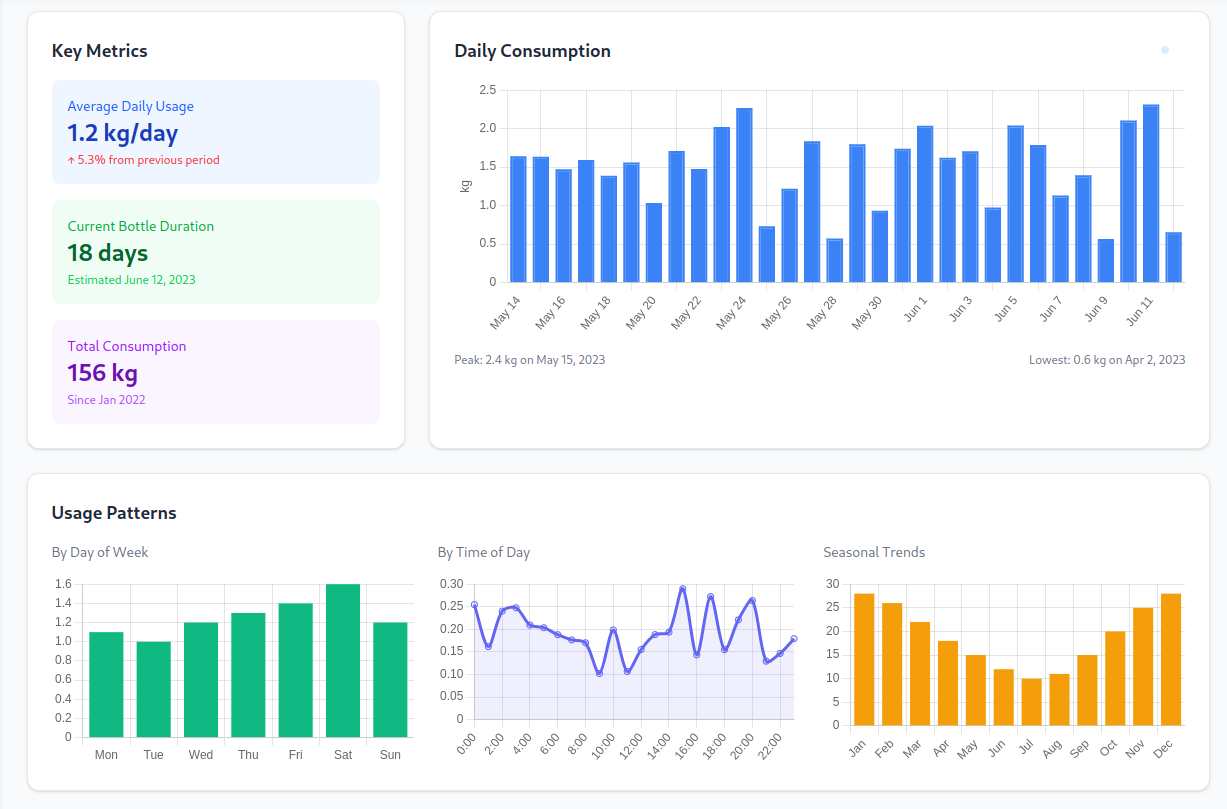 Key Metrics
Average Daily Usage
1.2 kg/day
↑ 5.3% from previous period
Current Bottle Duration
18 days
Estimated June 12, 2023
Total Consumption
156 kg
Since Jan 2022
Daily Consumption
2.5
2.0
1.5
1.0
0.5
0
kg
May 14 May 16 May 18 May 20 May 22 May 24 May 26 May 28 May 30 Jun 1 Jun 3 Jun 5 Jun 7 Jun 9 Jun 11
Peak: 2.4 kg on May 15, 2023
Lowest: 0.6 kg on Apr 2, 2023
Usage Patterns
By Day of Week
1.6
1.4
1.2
1.0
0.8
0.6
0.4
0.2
0
Mon Tue Wed Thu Fri Sat Sun
By Time of Day
0.30
0.25
0.20
0.15
0.10
0.05
0
0:00 2:00 4:00 6:00 8:00 10:00 12:00 14:00 16:00 18:00 20:00 22:00
Seasonal Trends
30
25
20
15
10
5
0
Jan Feb Mar Apr May Jun Jul Aug Sep Oct Nov Dec